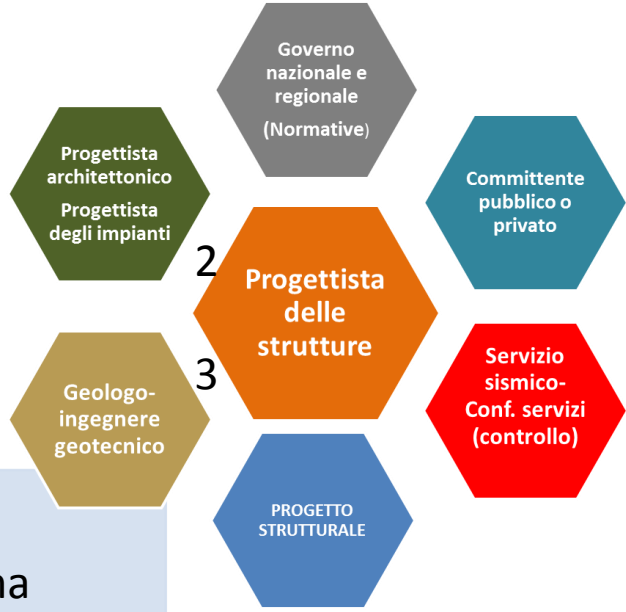 Governo
nazionale e
regionale
(Normative)
Progettista
architettonico
Progettista
degli impianti
Committente
pubblico o
privato
2
Progettista
delle
strutture
3
Geologo-
ingegnere
geotecnico
Servizio
sismico-
Conf. servizi
(controllo)
PROGETTO
STRUTTURALE